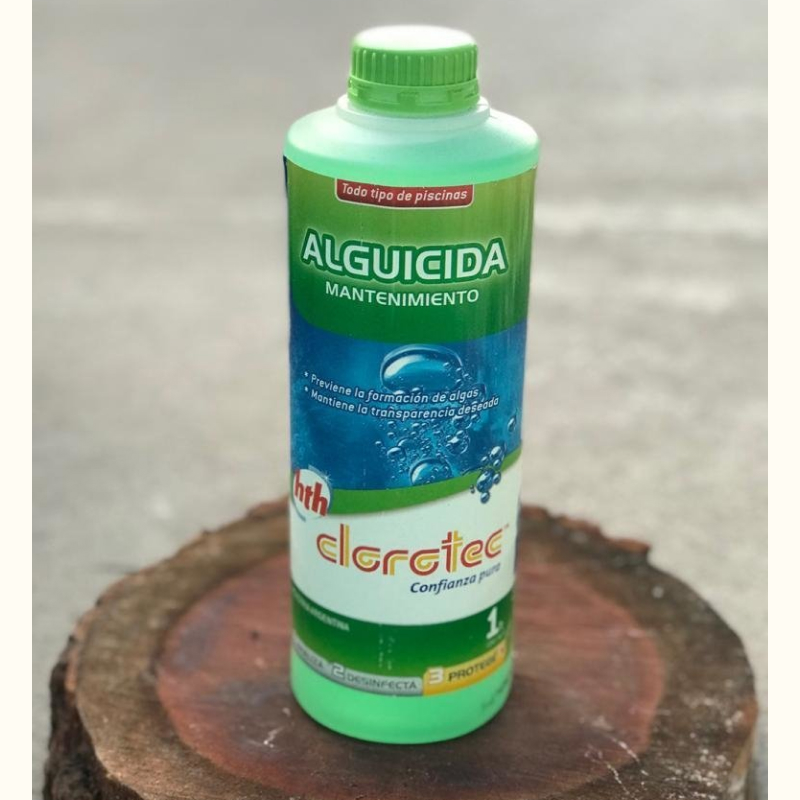 Todo tipo de piscinas
ALGUICIDA
MANTENIMIENTO
• Previene la formación de algas
• Mantiene la transparencia deseada
hth
clorotec
Confianza pura
ARGENTINA
1
2 DESINFECTA
3 PROTEGE